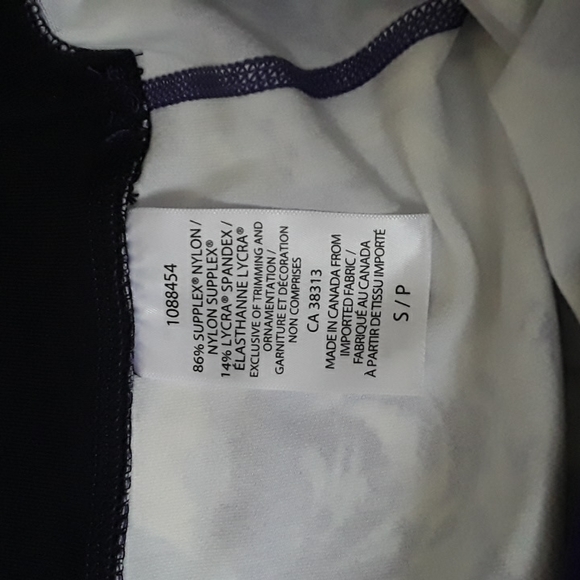 1088454
86% SUPPLEX® NYLON /
NYLON SUPPLEX®
14% LYCRA® SPANDEX /
ÉLASTHANNE LYCRA®
EXCLUSIVE OF TRIMMING AND
ORNAMENTATION /
GARNITURE ET DÉCORATION
NON COMPRISES
CA 38313
MADE IN CANADA FROM
IMPORTED FABRIC /
FABRIQUÉ AU CANADA
À PARTIR DE TISSU IMPORTÉ
S / P